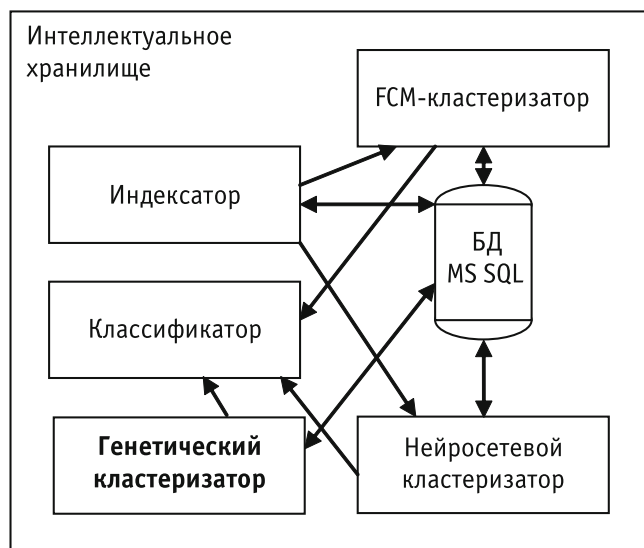 Интеллектуальное
хранилище
FCM-кластеризатор
Индексатор
БД
MS SQL
Классификатор
Генетический
кластеризатор
Нейросетевой
кластеризатор